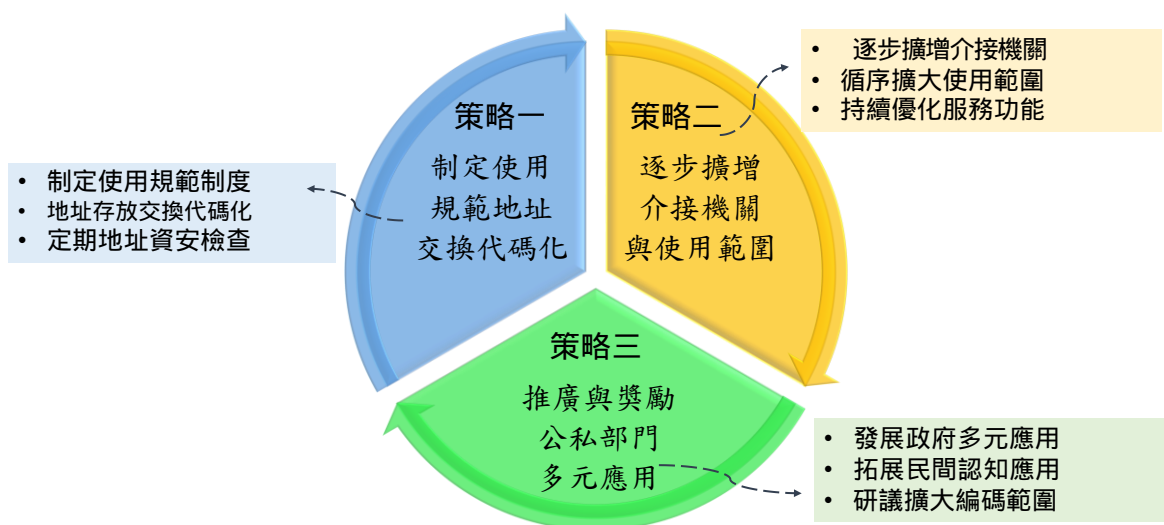 策略一
制定使用
規範地址
交換代碼化
• 制定使用規範制度
• 地址存放交換代碼化
• 定期地址資安檢查
策略二
逐步擴增
介接機關
與使用範圍
• 逐步擴增介接機關
• 循序擴大使用範圍
• 持續優化服務功能
策略三
推廣與獎勵
公私部門
多元應用
• 發展政府多元應用
• 拓展民間認知應用
• 研議擴大編碼範圍